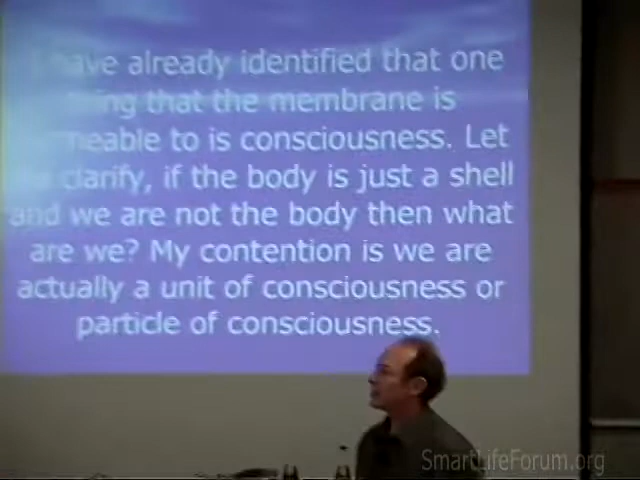 have already identified that one
thing that the membrane is
permeable to is consciousness. Let
clarify, if the body is just a shell
and we are not the body then what
are we? My contention is we are
actually a unit of consciousness or
particle of consciousness.
SmartLifeForum.org